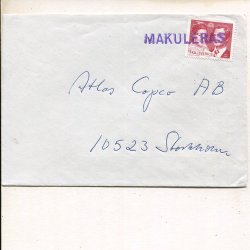 MAKULERAS
Atlas Copco AB
10523 Stockholm